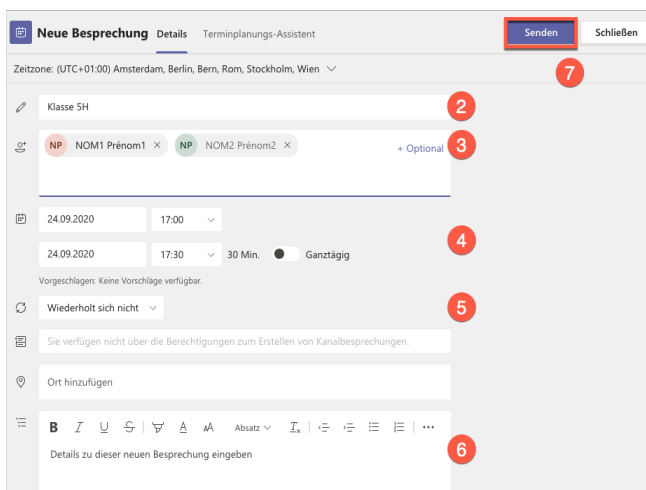 Neue Besprechung Details Terminplanungs-Assistent Senden Schließen
Zeitzone: (UTC+01:00) Amsterdam, Berlin, Bern, Rom, Stockholm, Wien
7
Klasse 5H 2
NP NOM1 Prénom1 × NP NOM2 Prénom2 × + Optional 3
24.09.2020 17:00
24.09.2020 17:30 30 Min. Ganztägig 4
Vorgeschlagen: Keine Vorschläge verfügbar.
Wiederholt sich nicht 5
Sie verfügen nicht über die Berechtigungen zum Erstellen von Kanalbesprechungen.
Ort hinzufügen
B I U S A AA Absatz Tx ...
Details zu dieser neuen Besprechung eingeben 6